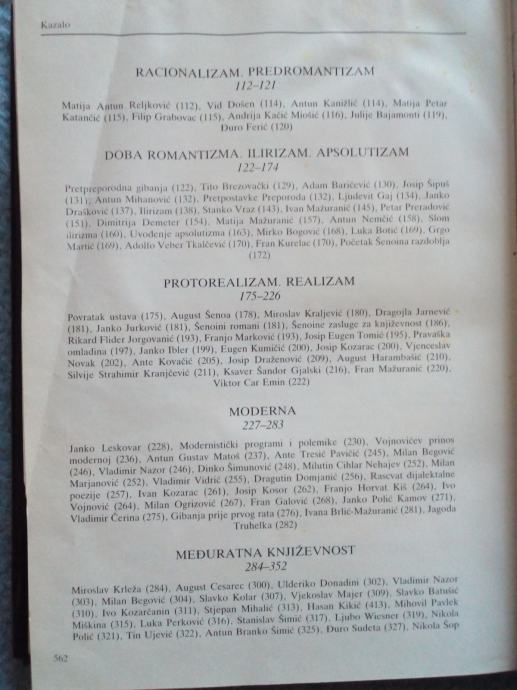 Kazalo
RACIONALIZAM. PREDROMANTIZAM
112–121
Matija Antun Reljković (112), Vid Došen (114), Antun Kanižlić (114), Matija Petar
Katančić (115), Filip Grabovac (115), Andrija Kačić Miošić (116), Julije Bajamonti (119),
Đuro Ferić (120)
DOBA ROMANTIZMA. ILIRIZAM. APSOLUTIZAM
122–174
Pretpreporodna gibanja (122), Tito Brezovački (129), Adam Baričević (130), Josip Šipuš
(131), Antun Mihanović (132), Pretpostavke Preporoda (132), Ljudevit Gaj (134), Janko
Drašković (137), Ilirizam (138), Stanko Vraz (143), Ivan Mažuranić (145), Petar Preradović
(151), Dimitrija Demeter (154), Matija Mažuranić (157), Antun Nemčić (158), Slom
ilirizma (160), Uvođenje apsolutizma (163), Mirko Bogović (168), Luka Botić (169), Grgo
Martić (169), Adolfo Veber Tkalčević (170), Fran Kurelac (170), Početak Šenoina razdoblja
(172)
PROTOREALIZAM. REALIZAM
175–226
Povratak ustava (175), August Šenoa (178), Miroslav Kraljević (180), Dragojla Jarnević
(181), Janko Jurković (181), Šenoini romani (181), Šenoine zasluge za književnost (186),
Rikard Flider Jorgovanić (193), Franjo Marković (193), Josip Eugen Tomić (195), Pravaška
omladina (197), Janko Ibler (199), Eugen Kumičić (200), Josip Kozarac (200), Vjenceslav
Novak (202), Ante Kovačić (205), Josip Draženović (209), August Harambašić (210),
Silvije Strahimir Kranjčević (211), Ksaver Šandor Gjalski (216), Fran Mažuranić (220),
Viktor Car Emin (222)
MODERNA
227–283
Janko Leskovar (228), Modernistički programi i polemike (230), Vojnovićev prinos
modernoj (236), Antun Gustav Matoš (237), Ante Tresić Pavičić (245), Milan Begović
(246), Vladimir Nazor (246), Dinko Šimunović (248), Milutin Cihlar Nehajev (252), Milan
Marjanović (252), Vladimir Vidrić (255), Dragutin Domjanić (256), Rascvat dijalektalne
poezije (257), Ivan Kozarac (261), Josip Kosor (262), Franjo Horvat Kiš (264), Ivo
Vojnović (264), Milan Ogrizović (267), Fran Galović (268), Janko Polić Kamov (271),
Vladimir Čerina (275), Gibanja prije prvog rata (276), Ivana Brlić-Mažuranić (281), Jagoda
Truhelka (282)
MEĐURATNA KNJIŽEVNOST
284–352
Miroslav Krleža (284), August Cesarec (300), Ulderiko Donadini (302), Vladimir Nazor
(303), Milan Begović (304), Slavko Kolar (307), Vjekoslav Majer (309), Slavko Batušić
(310), Ivo Kozarčanin (311), Stjepan Mihalić (313), Hasan Kikić (413), Mihovil Pavlek
Miškina (315), Luka Perković (316), Stanislav Šimić (317), Ljubo Wiesner (319), Nikola
Polić (321), Tin Ujević (322), Antun Branko Šimić (325), Đuro Sudeta (327), Nikola Šop
562